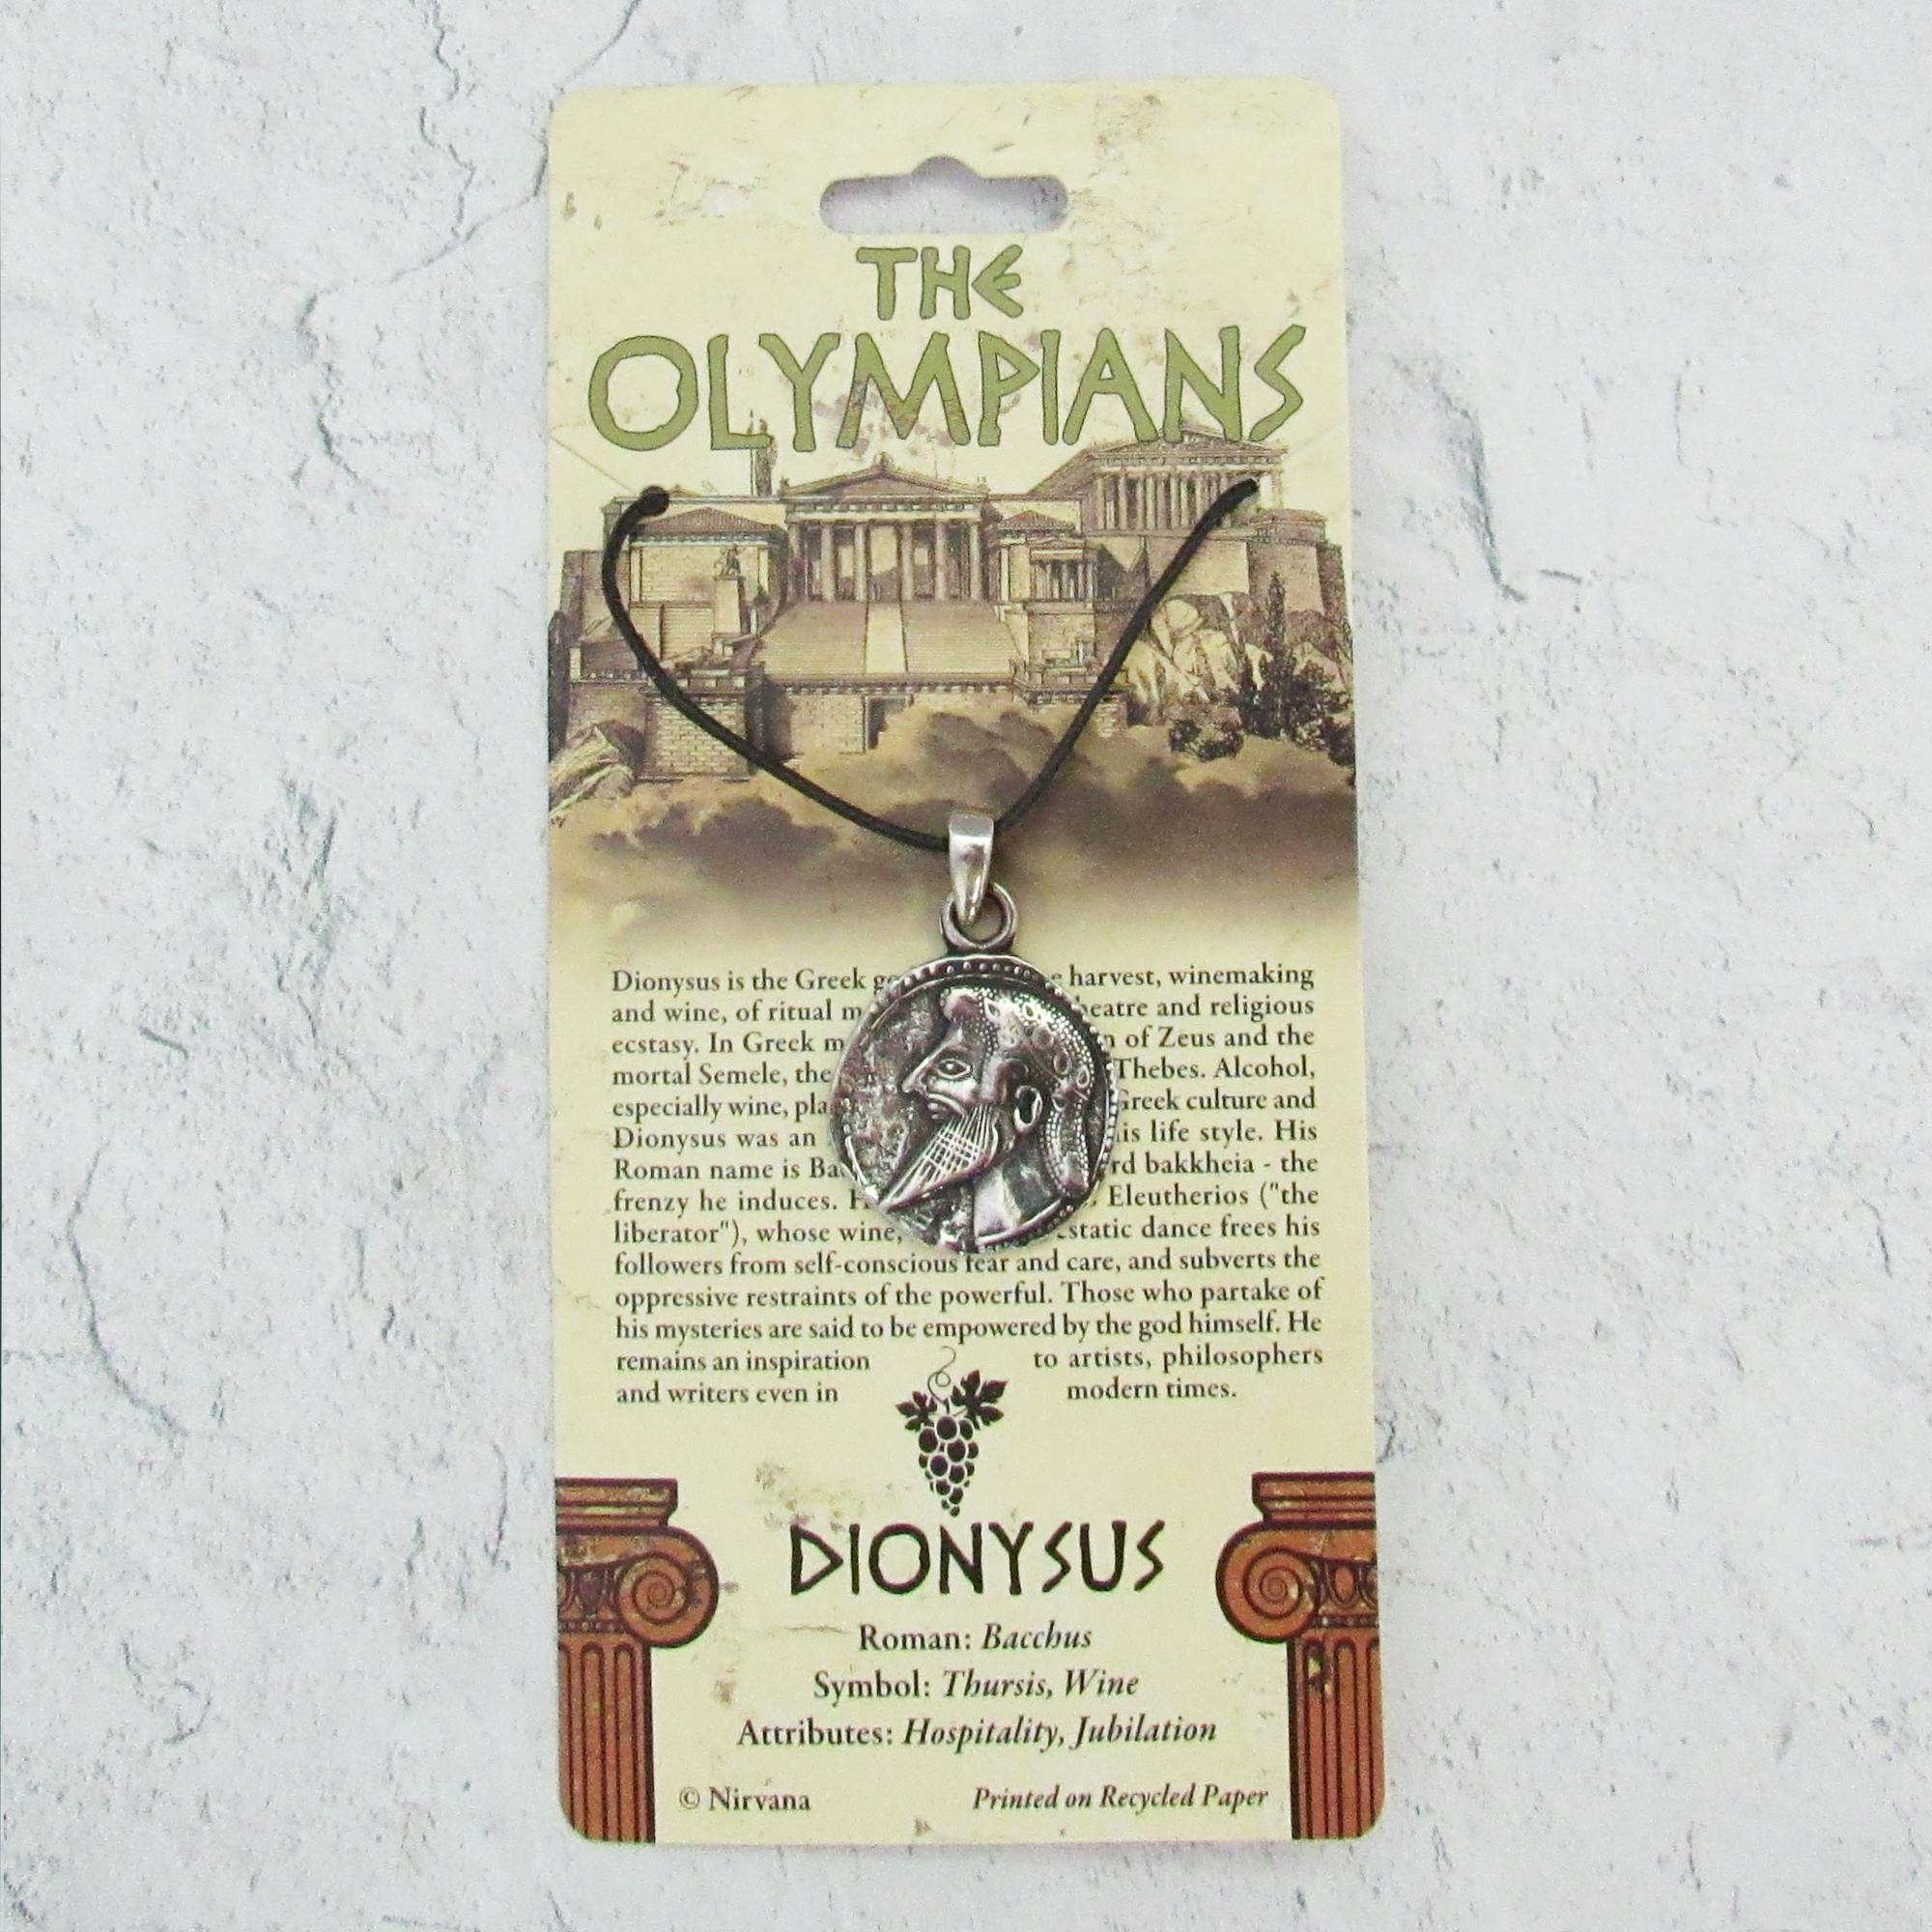 THE
OLYMPIANS
Dionysus is the Greek harvest, winemaking
and wine, of ritual and religious
ecstasy. In Greek of Zeus and the
mortal Semele, the Thebes. Alcohol,
especially wine, Greek culture and
Dionysus was an life style. His
Roman name is bakkheia - the
frenzy he induces. Eleutherios ("the
liberator"), whose wine, dance frees his
followers from self-conscious fear and care, and subverts the
oppressive restraints of the powerful. Those who partake of
his mysteries are said to be empowered by the god himself. He
remains an inspiration to artists, philosophers
and writers even in modern times.
DIONYSUS
Roman: Bacchus
Symbol: Thursis, Wine
Attributes: Hospitality, Jubilation
© Nirvana Printed on Recycled Paper